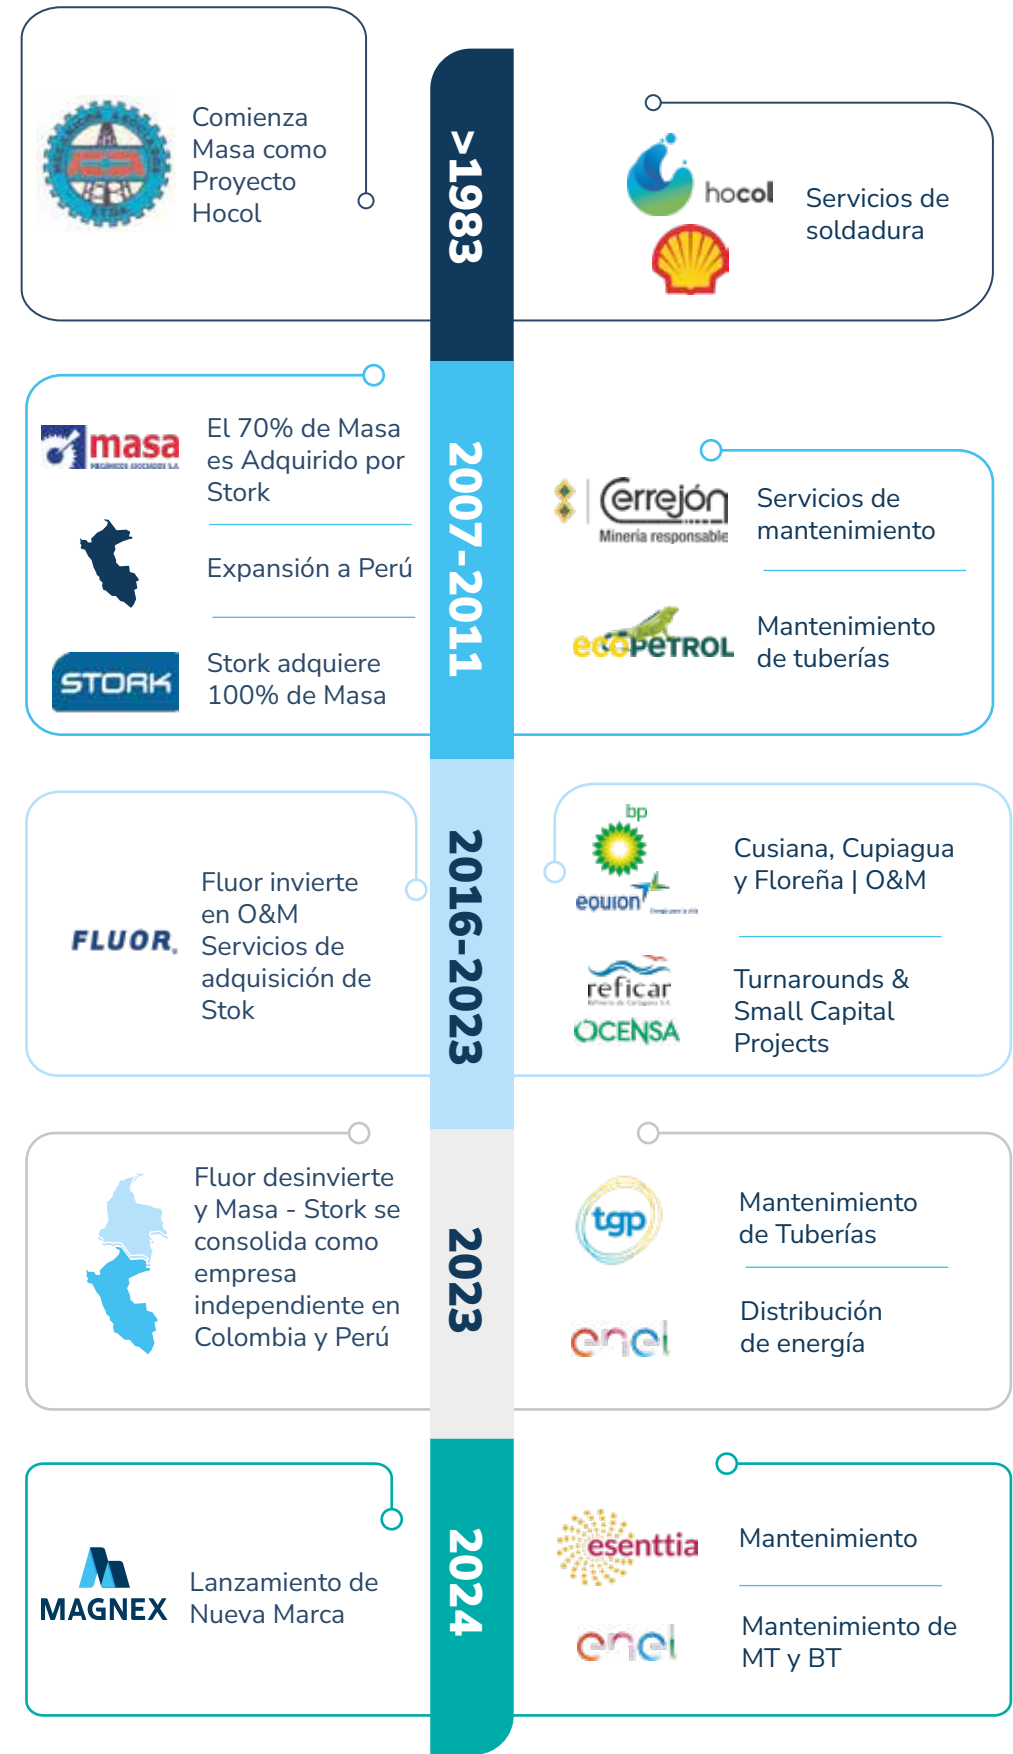 Comienza
Masa como
Proyecto
Hocol
>1983
hocol
Servicios de
soldadura
masa
MECÁNICOS ASOCIADOS S.A.
El 70% de Masa
es Adquirido por
Stork
Expansión a Perú
STORK
Stork adquiere
100% de Masa
2007-2011
Cerrejón
Minería responsable
Servicios de
mantenimiento
ecoPETROL
Mantenimiento
de tuberías
FLUOR
Fluor invierte
en O&M
Servicios de
adquisición de
Stok
2016-2023
bp
equion
Cusiana, Cupiagua
y Floreña | O&M
reficar
Refinería de Cartagena S.A.
OCENSA
Turnarounds &
Small Capital
Projects
Fluor desinvierte
y Masa - Stork se
consolida como
empresa
independiente en
Colombia y Perú
2023
tgp
Mantenimiento
de Tuberías
enel
Distribución
de energía
MAGNEX
Lanzamiento de
Nueva Marca
2024
esenttia
Mantenimiento
enel
Mantenimiento de
MT y BT